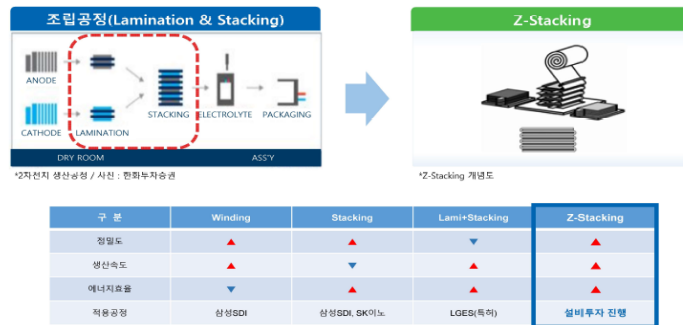 조립공정(Lamination & Stacking)
Z-Stacking
ANODE
CATHODE
LAMINATION
STACKING
ELECTROLYTE
PACKAGING
DRY ROOM
ASS'Y
*2차전지 생산공정 / 사진 : 한화투자증권
*Z-Stacking 개념도
구 분 Winding Stacking Lami+Stacking Z-Stacking
정밀도 ▲ ▲ ▼ ▲
생산속도 ▲ ▼ ▲ ▲
에너지효율 ▼ ▲ ▲ ▲
적용공정 삼성SDI 삼성SDI, SK이노 LGES(특허) 설비투자 진행